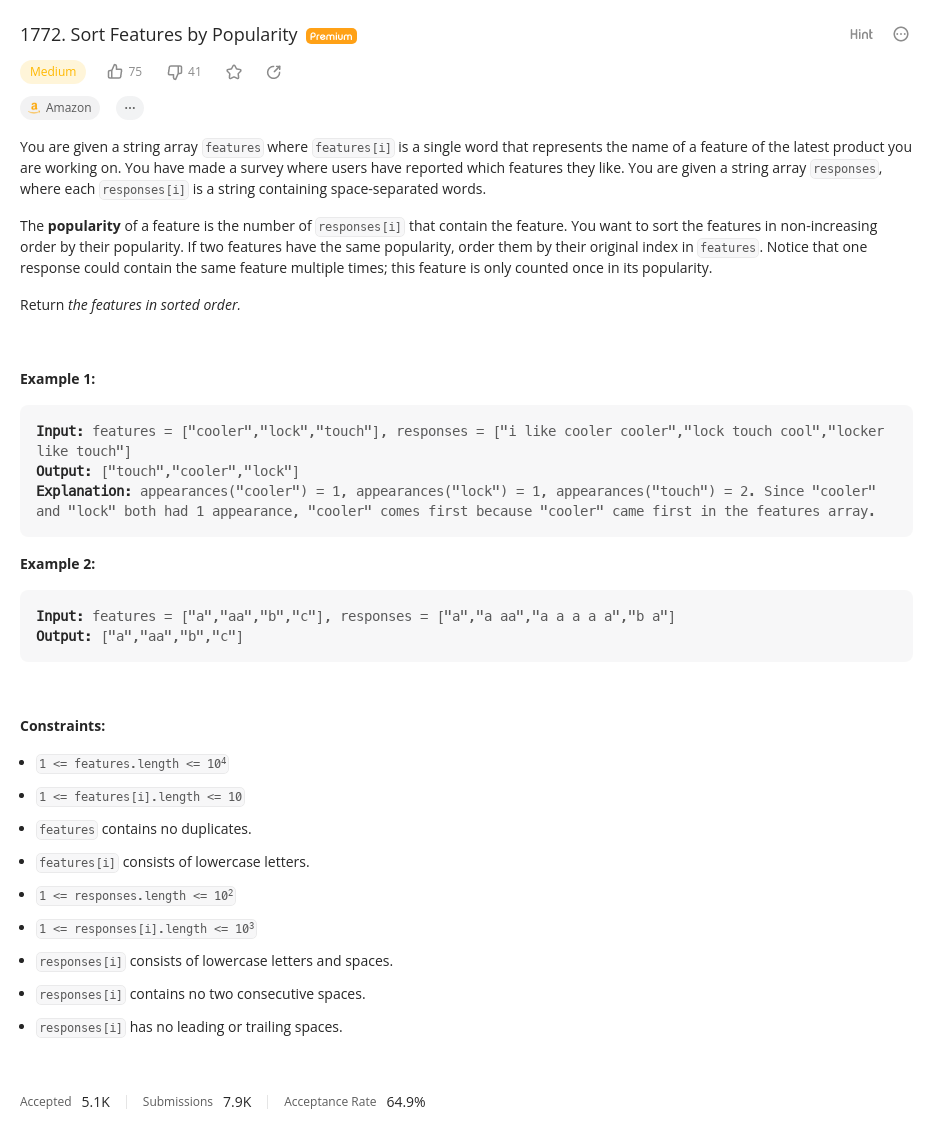 1772. Sort Features by Popularity Premium Hint
Medium 75 41
a Amazon ...
You are given a string array features where features[i] is a single word that represents the name of a feature of the latest product you
are working on. You have made a survey where users have reported which features they like. You are given a string array responses,
where each responses[i] is a string containing space-separated words.
The popularity of a feature is the number of responses[i] that contain the feature. You want to sort the features in non-increasing
order by their popularity. If two features have the same popularity, order them by their original index in features. Notice that one
response could contain the same feature multiple times; this feature is only counted once in its popularity.
Return the features in sorted order.
Example 1:
Input: features = ["cooler","lock","touch"], responses = ["i like cooler cooler","lock touch cool","locker
like touch"]
Output: ["touch","cooler","lock"]
Explanation: appearances("cooler") = 1, appearances("lock") = 1, appearances("touch") = 2. Since "cooler"
and "lock" both had 1 appearance, "cooler" comes first because "cooler" came first in the features array.
Example 2:
Input: features = ["a","aa","b","c"], responses = ["a","a aa","a a a a a","b a"]
Output: ["a","aa","b","c"]
Constraints:
• 1 <= features.length <= 10⁴
• 1 <= features[i].length <= 10
• features contains no duplicates.
• features[i] consists of lowercase letters.
• 1 <= responses.length <= 10²
• 1 <= responses[i].length <= 10³
• responses[i] consists of lowercase letters and spaces.
• responses[i] contains no two consecutive spaces.
• responses[i] has no leading or trailing spaces.
Accepted 5.1K Submissions 7.9K Acceptance Rate 64.9%